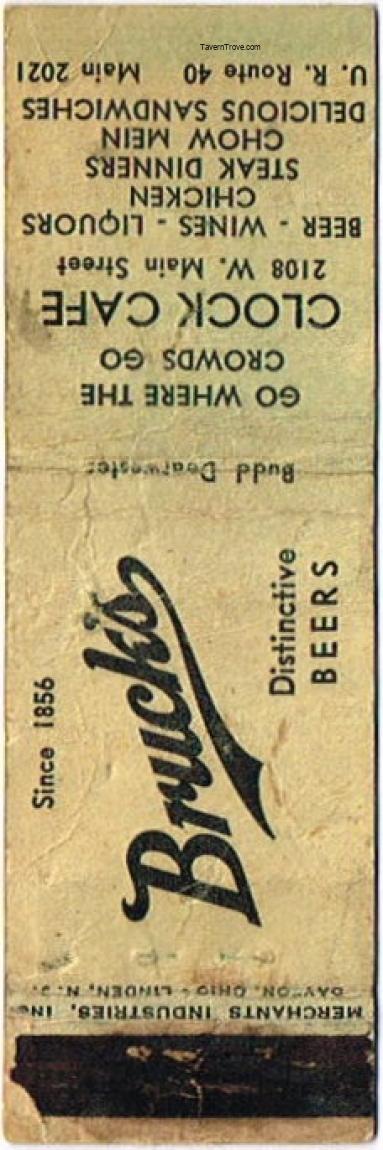 TavernTrove.com
MERCHANTS INDUSTRIES, INC.
DAYTON, OHIO - LINDEN, N. J.
Since 1856
Bruck's
Distinctive
BEERS
Budd Dearwester
GO WHERE THE
CROWDS GO
CLOCK CAFE
2108 W. Main Street
BEER - WINES - LIQUORS
CHICKEN
STEAK DINNERS
CHOW MEIN
DELICIOUS SANDWICHES
U. R. Route 40 Main 2021